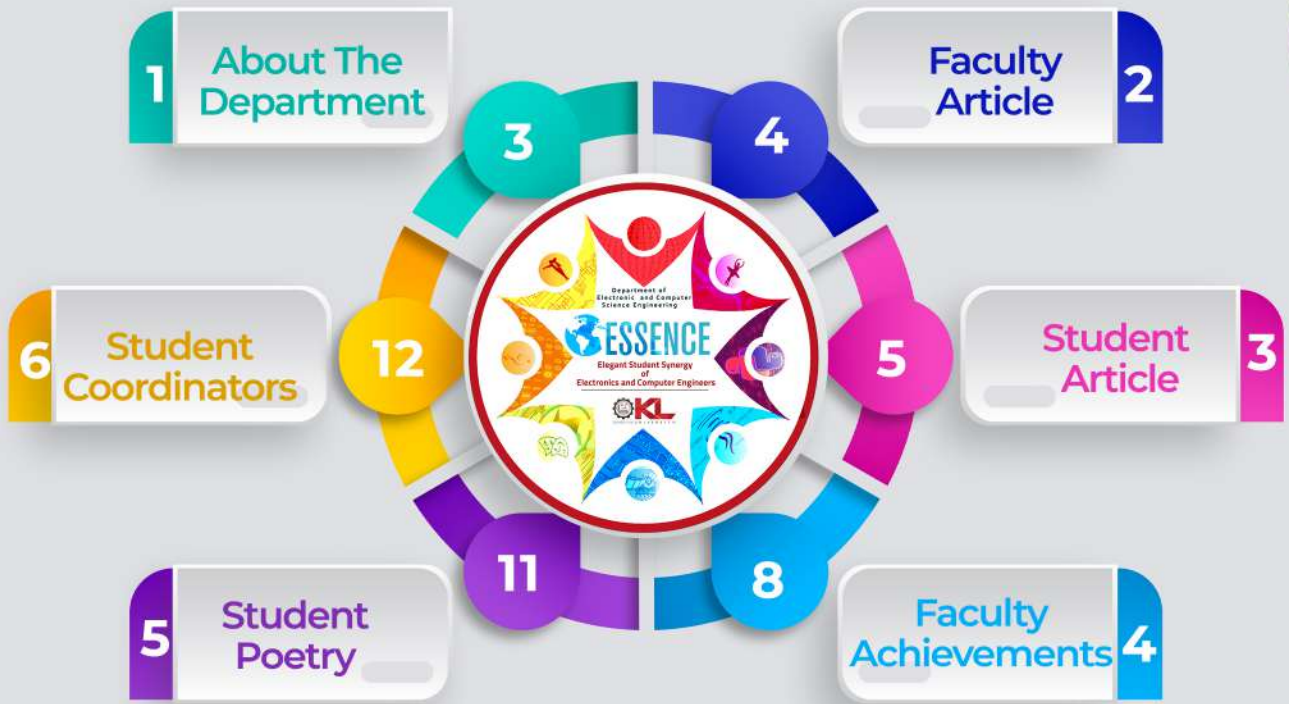 1
About The
Department
3
4
Faculty
Article
2
6
Student
Coordinators
12
Department of
Electronic and Computer
Science Engineering
ESSENCE
Elegant Student Synergy
of
Electronics and Computer Engineers
KL
5
Student
Article
3
5
Student
Poetry
11
8
Faculty
Achievements
4